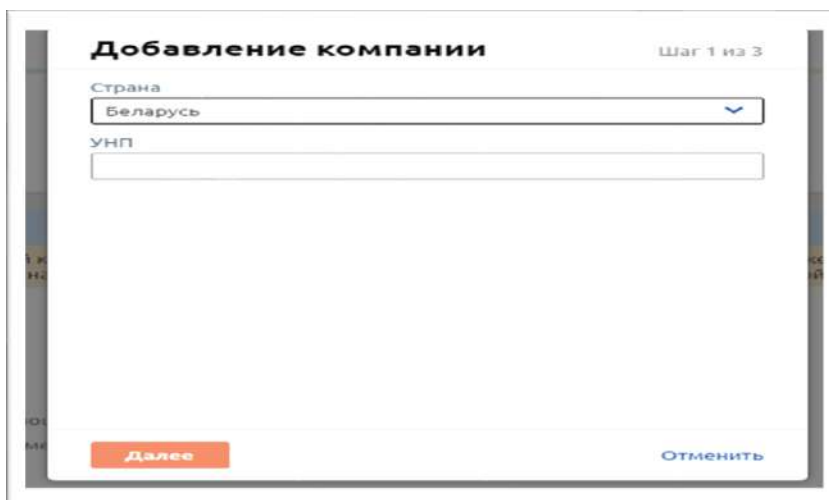 Добавление компании
Шаг 1 из 3
Страна
Беларусь
УНП
Далее
Отменить